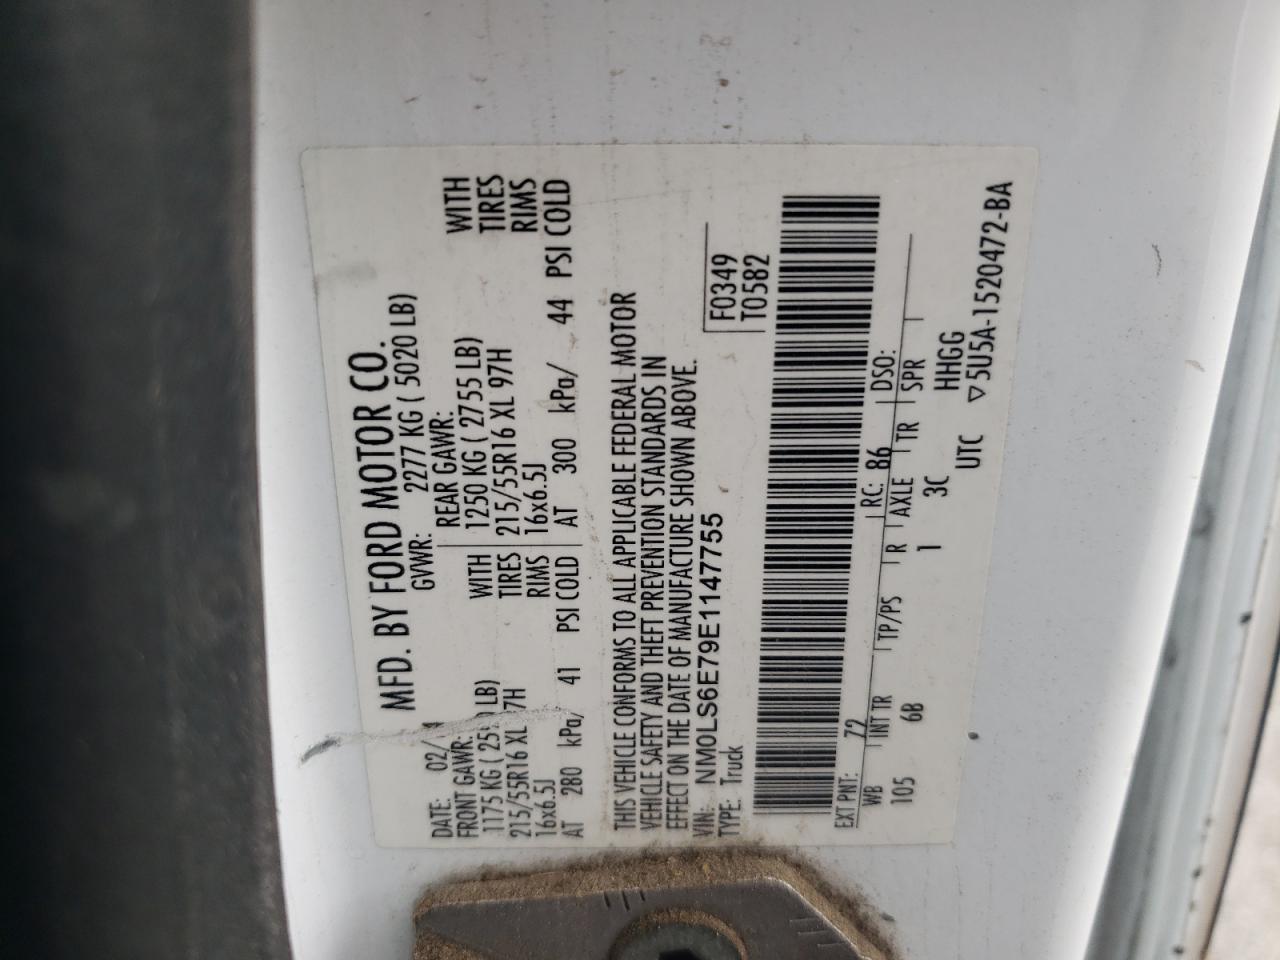 MFD. BY FORD MOTOR CO.
DATE: 02/ GVWR: 2277 KG ( 5020 LB)
FRONT GAWR: REAR GAWR:
1175 KG ( LB) WITH 1250 KG ( 2755 LB) WITH
215/55R16 XL 7H TIRES 215/55R16 XL 97H TIRES
16x6.5J RIMS 16x6.5J RIMS
AT 280 kPa/ 41 PSI COLD AT 300 kPa/ 44 PSI COLD
THIS VEHICLE CONFORMS TO ALL APPLICABLE FEDERAL MOTOR
VEHICLE SAFETY AND THEFT PREVENTION STANDARDS IN
EFFECT ON THE DATE OF MANUFACTURE SHOWN ABOVE.
VIN: NM0LS6E79E1147755 F0349
TYPE: Truck T0582
EXT PNT: 72 RC: 86 DSO:
WB INT TR TP/PS R AXLE TR SPR
105 6B 1 3C HHGG
UTC ▽5U5A-1520472-BA